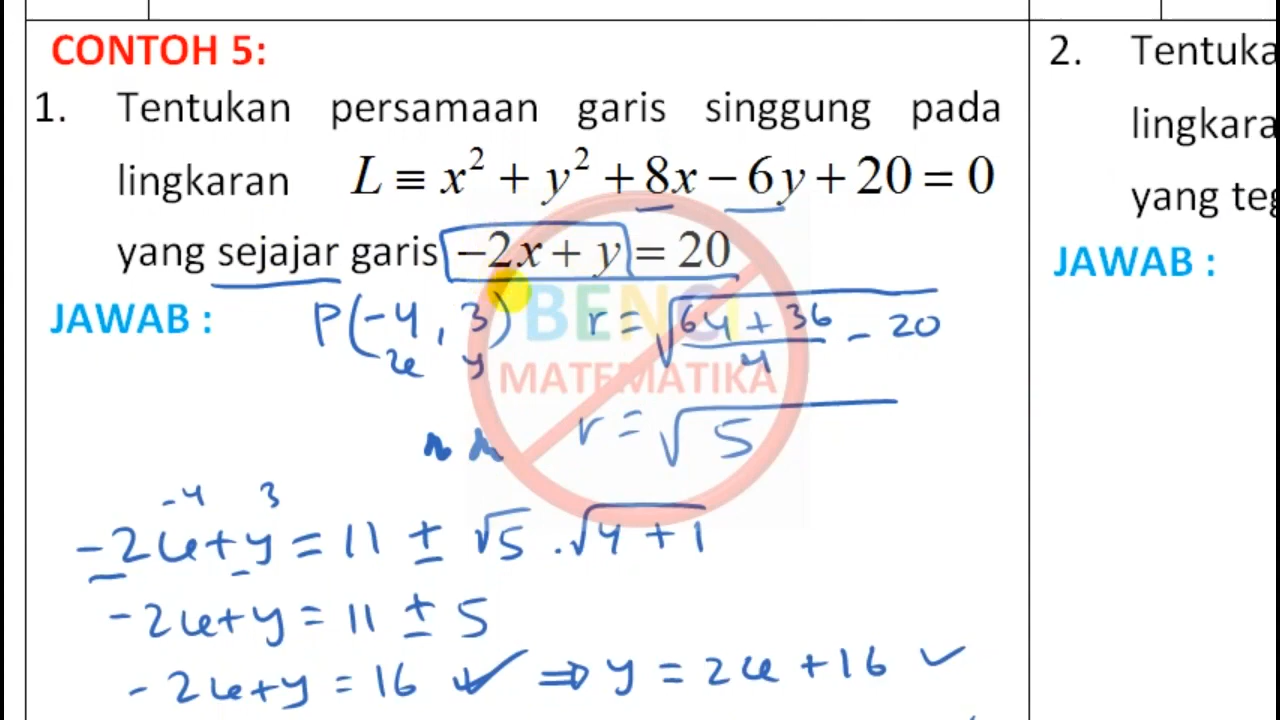 CONTOH 5:
1. Tentukan persamaan garis singgung pada
lingkaran L ≡ x² + y² + 8x − 6y + 20 = 0
yang sejajar garis −2x + y = 20
JAWAB :
P(-4, 3)
x y
r = √((64 + 36)/4 − 20)
r = √5
-4 3
-2x+y = 11 ± √5 . √(4+1)
-2x+y = 11 ± 5
-2x+y = 16 ✓ ⇒ y = 2x + 16 ✓
BENCI
MATEMATIKA
2. Tentuka
lingkara
yang teg
JAWAB :